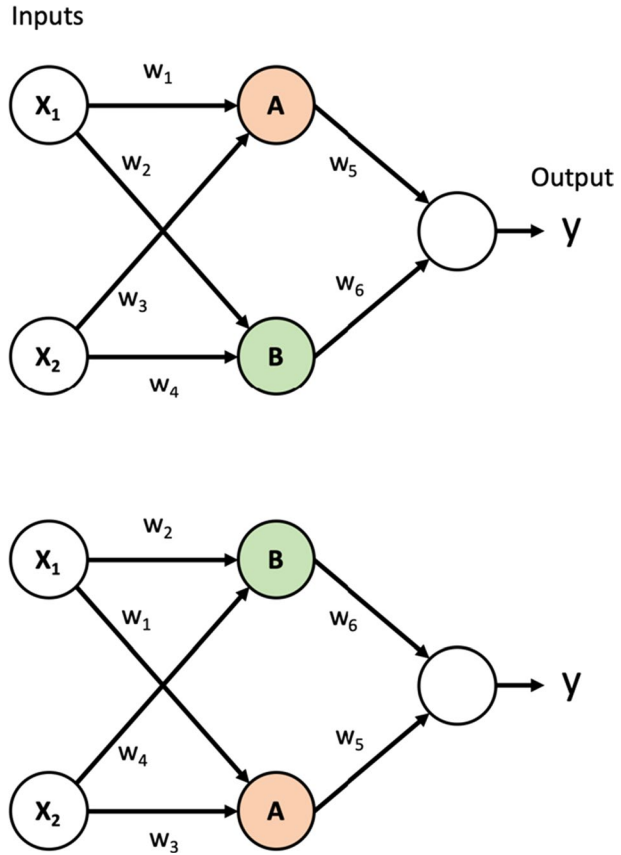 Inputs
X₁
w₁
A
w₂
w₅
Output
y
w₃
w₆
X₂
w₄
B
X₁
w₂
B
w₁
w₆
y
w₄
w₅
X₂
w₃
A